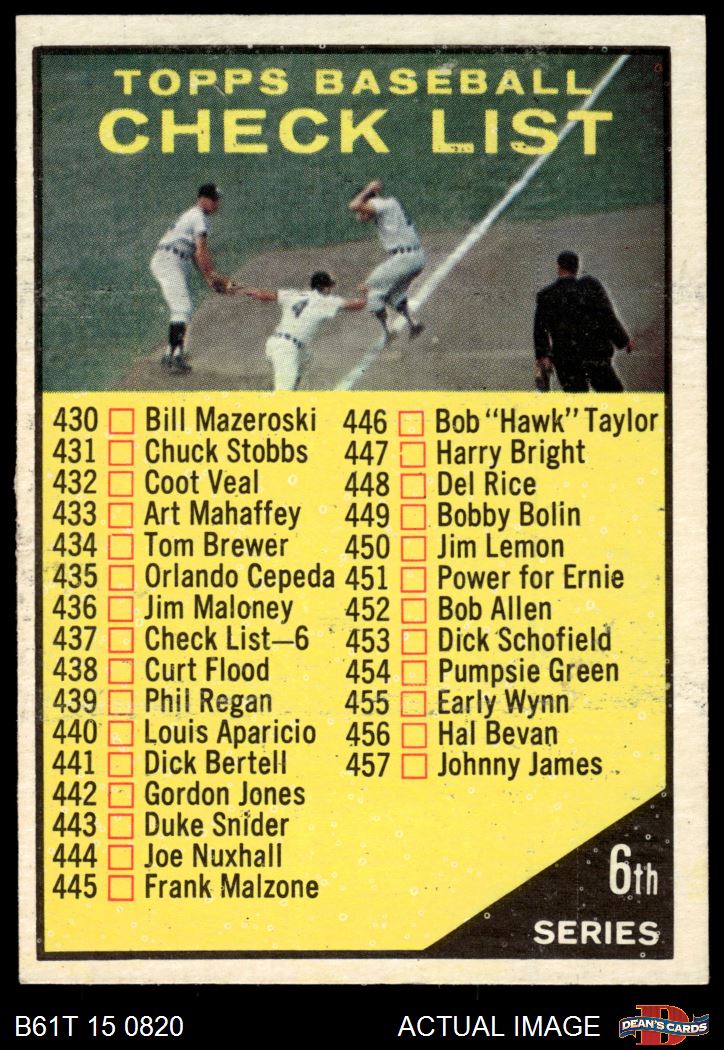 TOPPS BASEBALL
CHECK LIST
4
430 Bill Mazeroski
431 Chuck Stobbs
432 Coot Veal
433 Art Mahaffey
434 Tom Brewer
435 Orlando Cepeda
436 Jim Maloney
437 Check List—6
438 Curt Flood
439 Phil Regan
440 Louis Aparicio
441 Dick Bertell
442 Gordon Jones
443 Duke Snider
444 Joe Nuxhall
445 Frank Malzone
446 Bob "Hawk" Taylor
447 Harry Bright
448 Del Rice
449 Bobby Bolin
450 Jim Lemon
451 Power for Ernie
452 Bob Allen
453 Dick Schofield
454 Pumpsie Green
455 Early Wynn
456 Hal Bevan
457 Johnny James
6th
SERIES
B61T 15 0820
ACTUAL IMAGE
D
DEAN'S CARDS